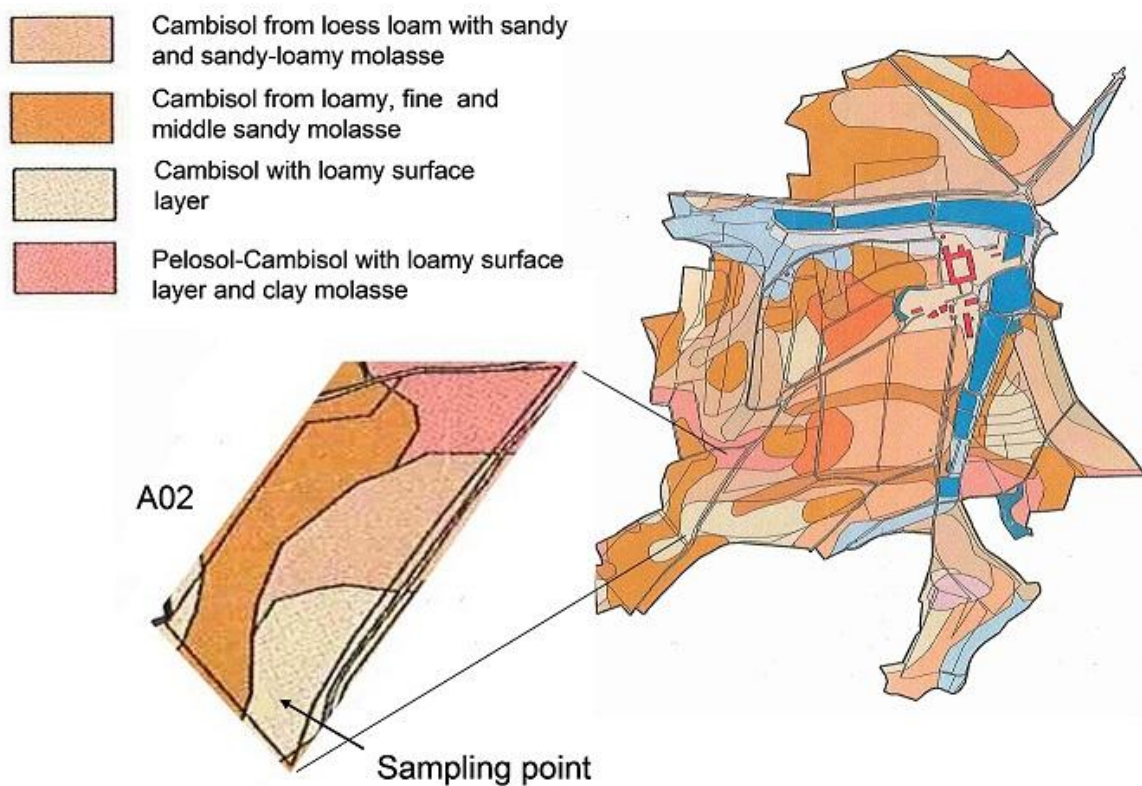 Cambisol from loess loam with sandy
and sandy-loamy molasse
Cambisol from loamy, fine and
middle sandy molasse
Cambisol with loamy surface
layer
Pelosol-Cambisol with loamy surface
layer and clay molasse
A02
Sampling point